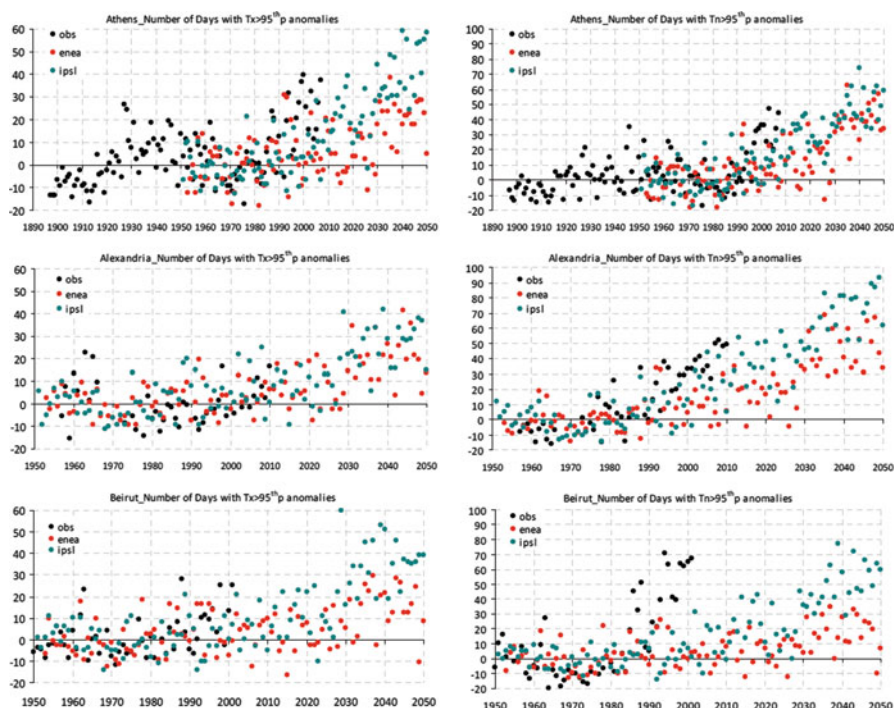 Athens_Number of Days with Tx>95thp anomalies
60
50
40
30
20
10
0
-10
-20
obs
enea
ipsl
1890 1900 1910 1920 1930 1940 1950 1960 1970 1980 1990 2000 2010 2020 2030 2040 2050
Athens_Number of Days with Tn>95thp anomalies
100
90
80
70
60
50
40
30
20
10
0
-10
-20
obs
enea
ipsl
1890 1900 1910 1920 1930 1940 1950 1960 1970 1980 1990 2000 2010 2020 2030 2040 2050
Alexandria_Number of Days with Tx>95thp anomalies
60
50
40
30
20
10
0
-10
-20
obs
enea
ipsl
1950 1960 1970 1980 1990 2000 2010 2020 2030 2040 2050
Alexandria_Number of Days with Tn>95thp anomalies
100
90
80
70
60
50
40
30
20
10
0
-10
-20
obs
enea
ipsl
1950 1960 1970 1980 1990 2000 2010 2020 2030 2040 2050
Beirut_Number of Days with Tx>95thp anomalies
60
50
40
30
20
10
0
-10
-20
obs
enea
ipsl
1950 1960 1970 1980 1990 2000 2010 2020 2030 2040 2050
Beirut_Number of Days with Tn>95thp anomalies
100
90
80
70
60
50
40
30
20
10
0
-10
-20
obs
enea
ipsl
1950 1960 1970 1980 1990 2000 2010 2020 2030 2040 2050